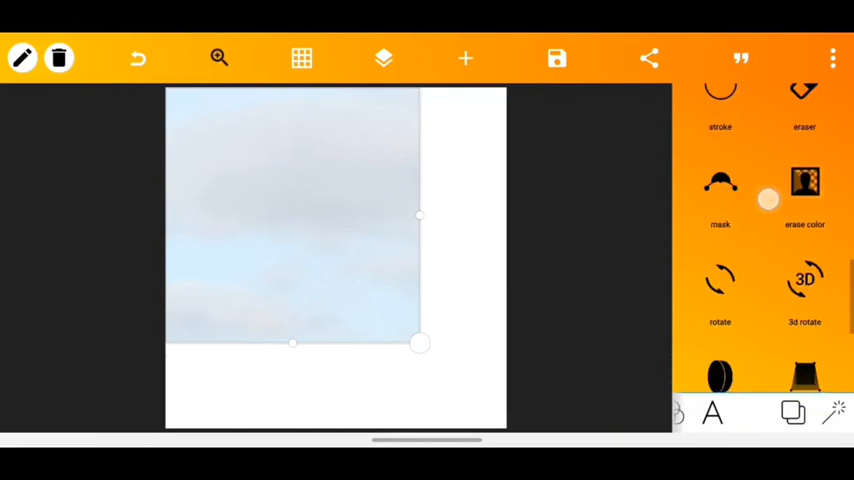 stroke eraser
mask erase color
3D
rotate 3d rotate
A